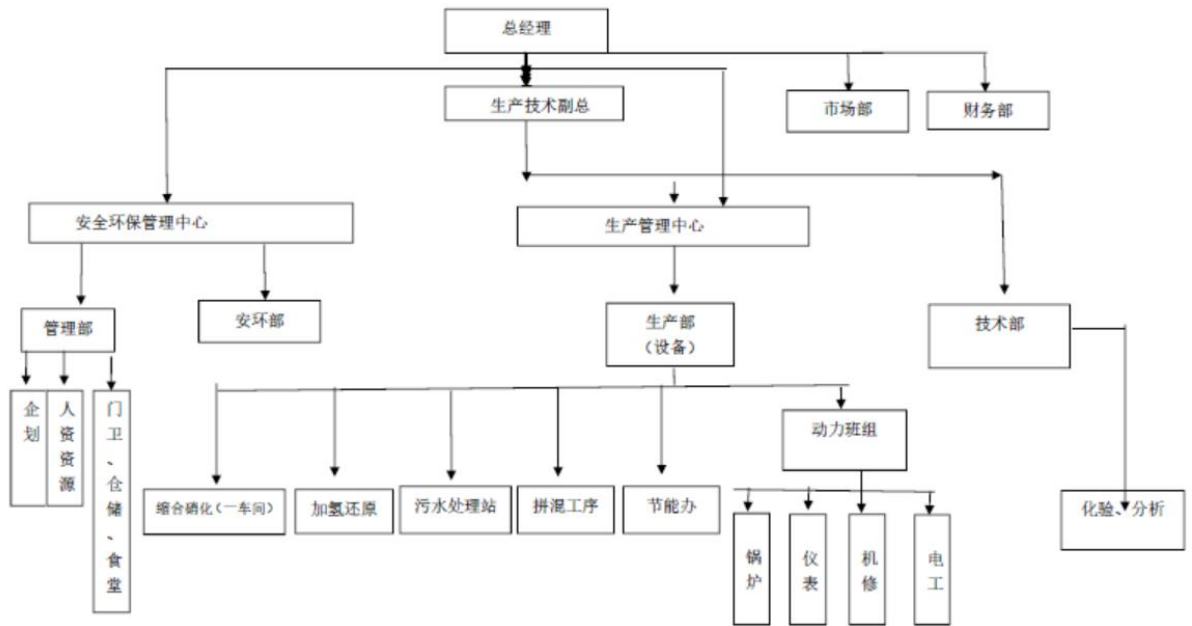 总经理
生产技术副总
市场部
财务部
安全环保管理中心
生产管理中心
管理部
安环部
生产部
（设备）
技术部
企划
人资资源
门卫、仓储、食堂
动力班组
缩合硝化（一车间）
加氢还原
污水处理站
拼混工序
节能办
化验、分析
锅炉
仪表
机修
电工